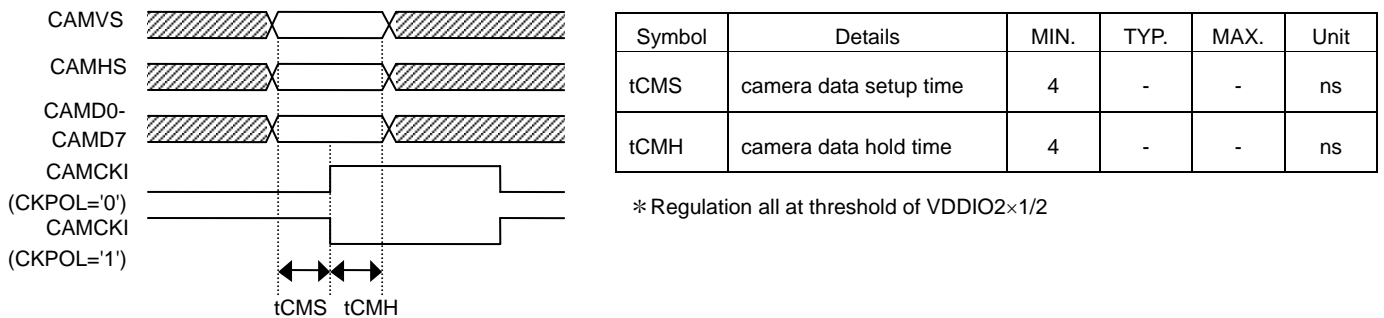 CAMVS
CAMHS
CAMD0-
CAMD7
CAMCKI
(CKPOL='0')
CAMCKI
(CKPOL='1')
tCMS tCMH
Symbol Details MIN. TYP. MAX. Unit
tCMS camera data setup time 4 - - ns
tCMH camera data hold time 4 - - ns
＊Regulation all at threshold of VDDIO2×1/2